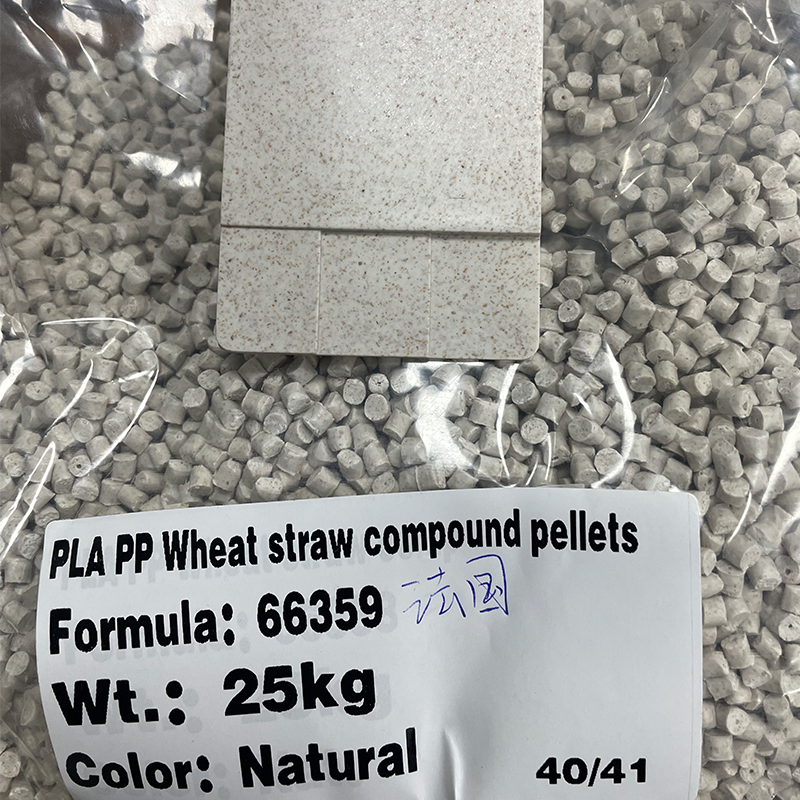 PLA PP Wheat straw compound pellets
Formula: 66359 法国
Wt.: 25kg
Color: Natural
40/41